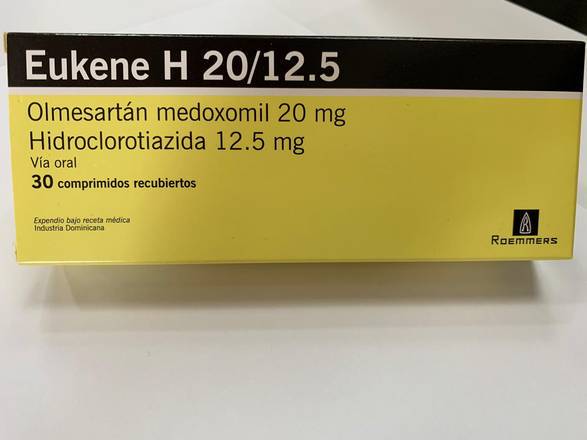 Eukene H 20/12.5
Olmesartán medoxomil 20 mg
Hidroclorotiazida 12.5 mg
Vía oral
30 comprimidos recubiertos
Expendio bajo receta médica
Industria Dominicana
ROEMMERS